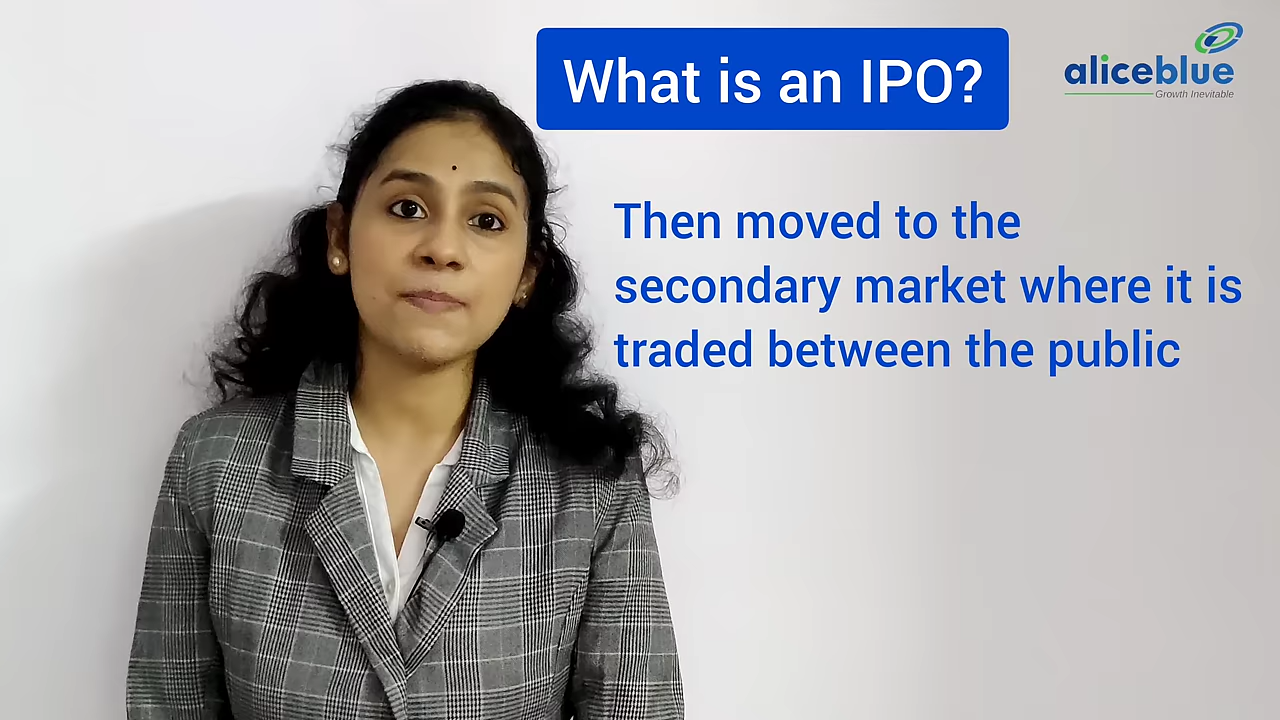 What is an IPO?
aliceblue
Growth Inevitable
Then moved to the
secondary market where it is
traded between the public